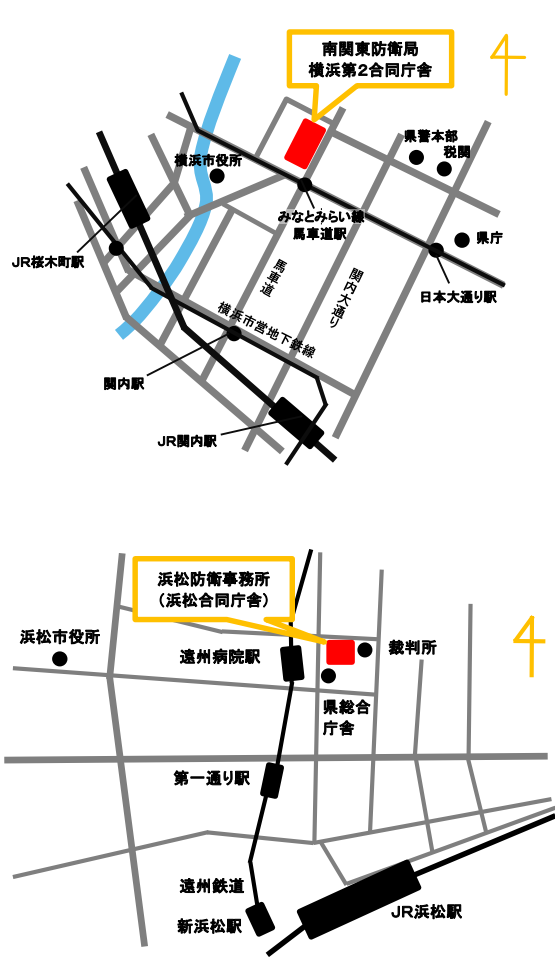 南関東防衛局
横浜第２合同庁舎
県警本部
税関
横浜市役所
みなとみらい線
馬車道駅
県庁
JR桜木町駅
馬車道
関内大通り
日本大通り駅
横浜市営地下鉄線
関内駅
JR関内駅
浜松防衛事務所
（浜松合同庁舎）
浜松市役所
遠州病院駅
裁判所
県総合
庁舎
第一通り駅
遠州鉄道
新浜松駅
JR浜松駅